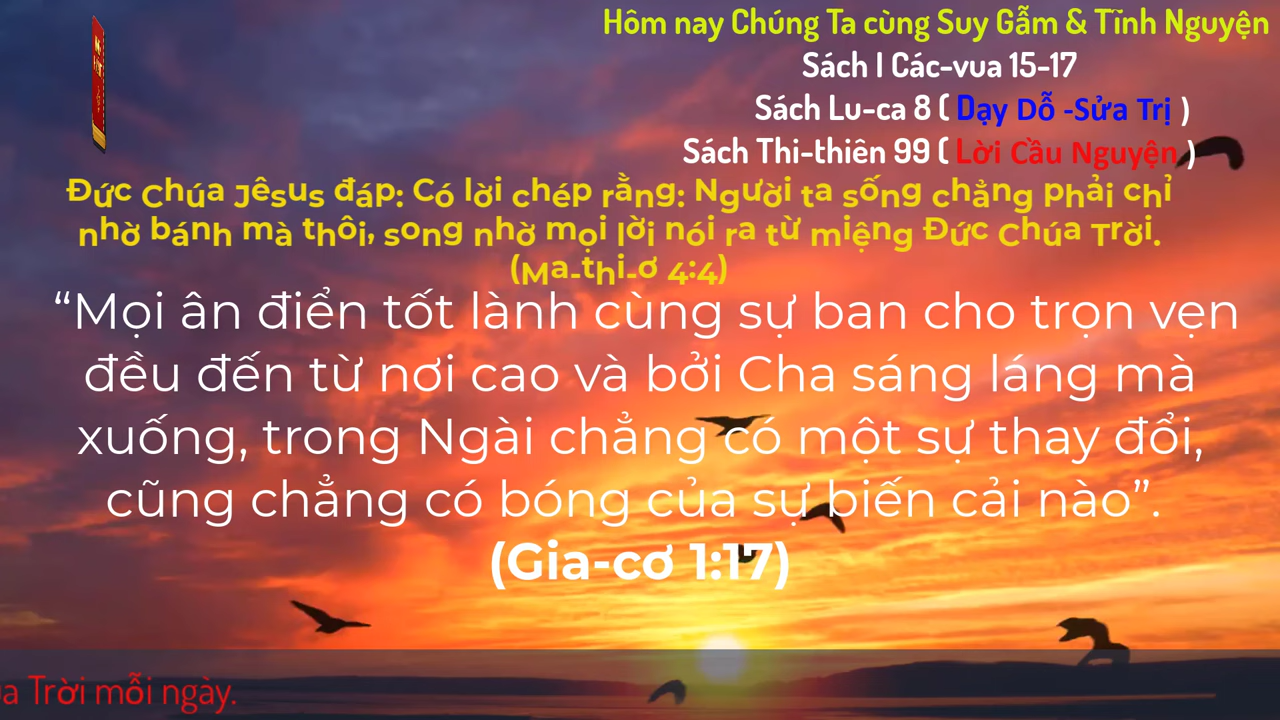 Hôm nay Chúng Ta cùng Suy Gẫm & Tĩnh Nguyện
Sách I Các-vua 15-17
Sách Lu-ca 8 ( Dạy Dỗ -Sửa Trị )
Sách Thi-thiên 99 ( Lời Cầu Nguyện )
Đức Chúa Jêsus đáp: Có lời chép rằng: Người ta sống chẳng phải chỉ
nhờ bánh mà thôi, song nhờ mọi lời nói ra từ miệng Đức Chúa Trời.
(Ma-thi-ơ 4:4)
“Mọi ân điển tốt lành cùng sự ban cho trọn vẹn
đều đến từ nơi cao và bởi Cha sáng láng mà
xuống, trong Ngài chẳng có một sự thay đổi,
cũng chẳng có bóng của sự biến cải nào”.
(Gia-cơ 1:17)
Trời mỗi ngày.